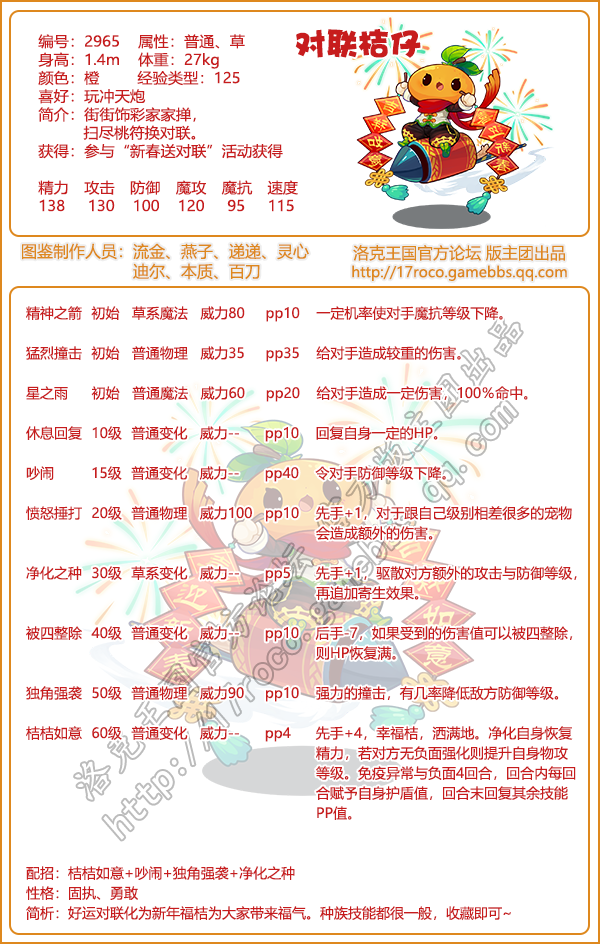 对联桔仔
编号：2965 属性：普通、草
身高：1.4m 体重：27kg
颜色：橙 经验类型：125
喜好：玩冲天炮
简介：街街饰彩家家掸，
扫尽桃符换对联。
获得：参与“新春送对联”活动获得
精力 攻击 防御 魔攻 魔抗 速度
138 130 100 120 95 115
图鉴制作人员：流金、燕子、递递、灵心
迪尔、本质、百刀
洛克王国官方论坛 版主团出品
http://17roco.gamebbs.qq.com
精神之箭 初始 草系魔法 威力80 pp10 一定机率使对手魔抗等级下降。
猛烈撞击 初始 普通物理 威力35 pp35 给对手造成较重的伤害。
星之雨 初始 普通魔法 威力60 pp20 给对手造成一定伤害，100%命中。
休息回复 10级 普通变化 威力-- pp10 回复自身一定的HP。
吵闹 15级 普通变化 威力-- pp40 令对手防御等级下降。
愤怒捶打 20级 普通物理 威力100 pp10 先手+1，对于跟自己级别相差很多的宠物
会造成额外的伤害。
净化之种 30级 草系变化 威力-- pp5 先手+1，驱散对方额外的攻击与防御等级，
再追加寄生效果。
被四整除 40级 普通变化 威力-- pp10 后手-7，如果受到的伤害值可以被四整除，
则HP恢复满。
独角强袭 50级 普通物理 威力90 pp10 强力的撞击，有几率降低敌方防御等级。
桔桔如意 60级 普通变化 威力-- pp4 先手+4，幸福桔，洒满地。净化自身恢复
精力，若对方无负面强化则提升自身物攻
等级。免疫异常与负面4回合，回合内每回
合赋予自身护盾值，回合末回复其余技能
PP值。
配招：桔桔如意+吵闹+独角强袭+净化之种
性格：固执、勇敢
简析：好运对联化为新年福桔为大家带来福气。种族技能都很一般，收藏即可~
洛克王国官方论坛 版主团出品
http://17roco.gamebbs.qq.com